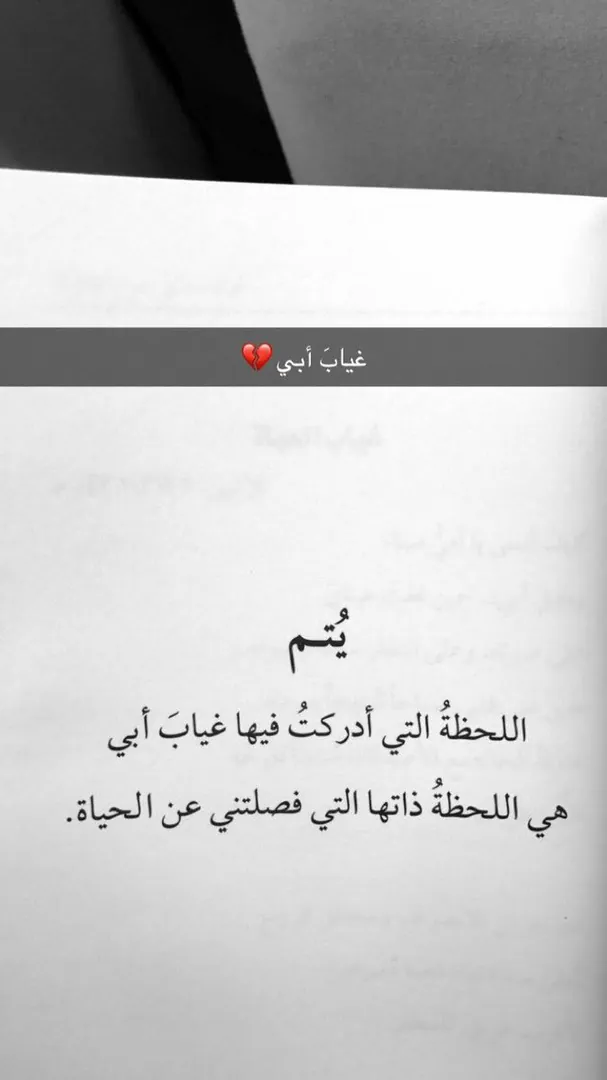 غيابَ أبي 💔
يُتم
اللحظةُ التي أدركتُ فيها غيابَ أبي
هي اللحظةُ ذاتها التي فصلتني عن الحياة.